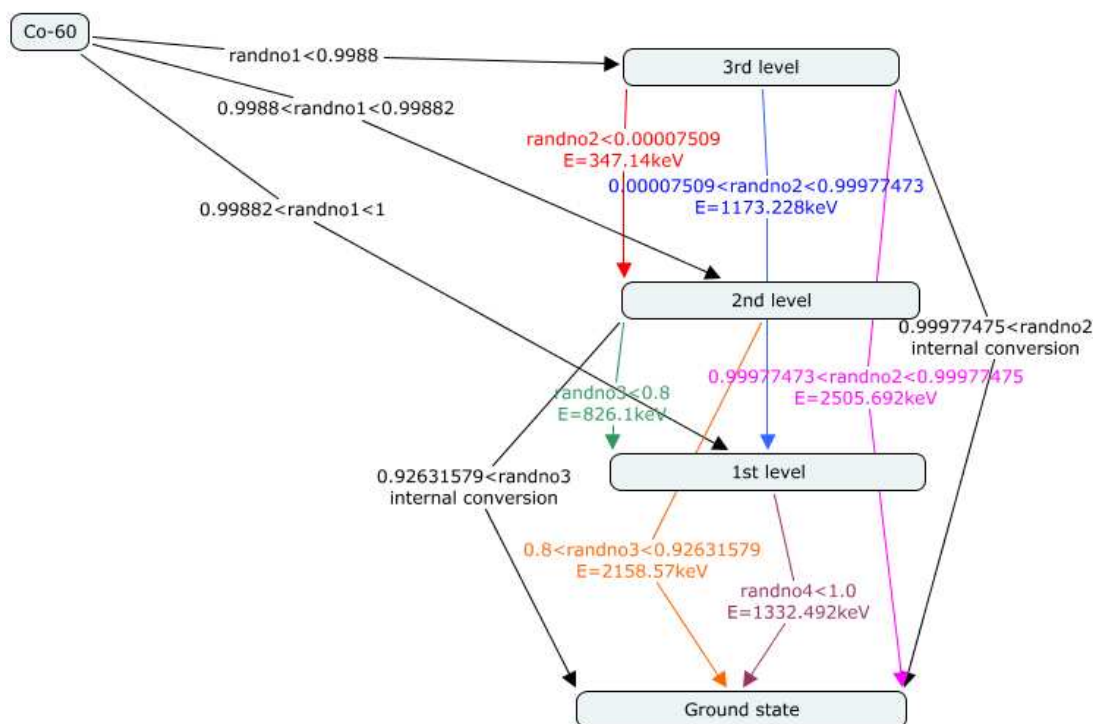 Co-60
randno1<0.9988
3rd level
0.9988<randno1<0.99882
randno2<0.00007509
E=347.14keV
0.00007509<randno2<0.99977473
E=1173.228keV
0.99882<randno1<1
2nd level
0.99977475<randno2
internal conversion
0.99977473<randno2<0.99977475
E=2505.692keV
randno3<0.8
E=826.1keV
1st level
0.92631579<randno3
internal conversion
0.8<randno3<0.92631579
E=2158.57keV
randno4<1.0
E=1332.492keV
Ground state